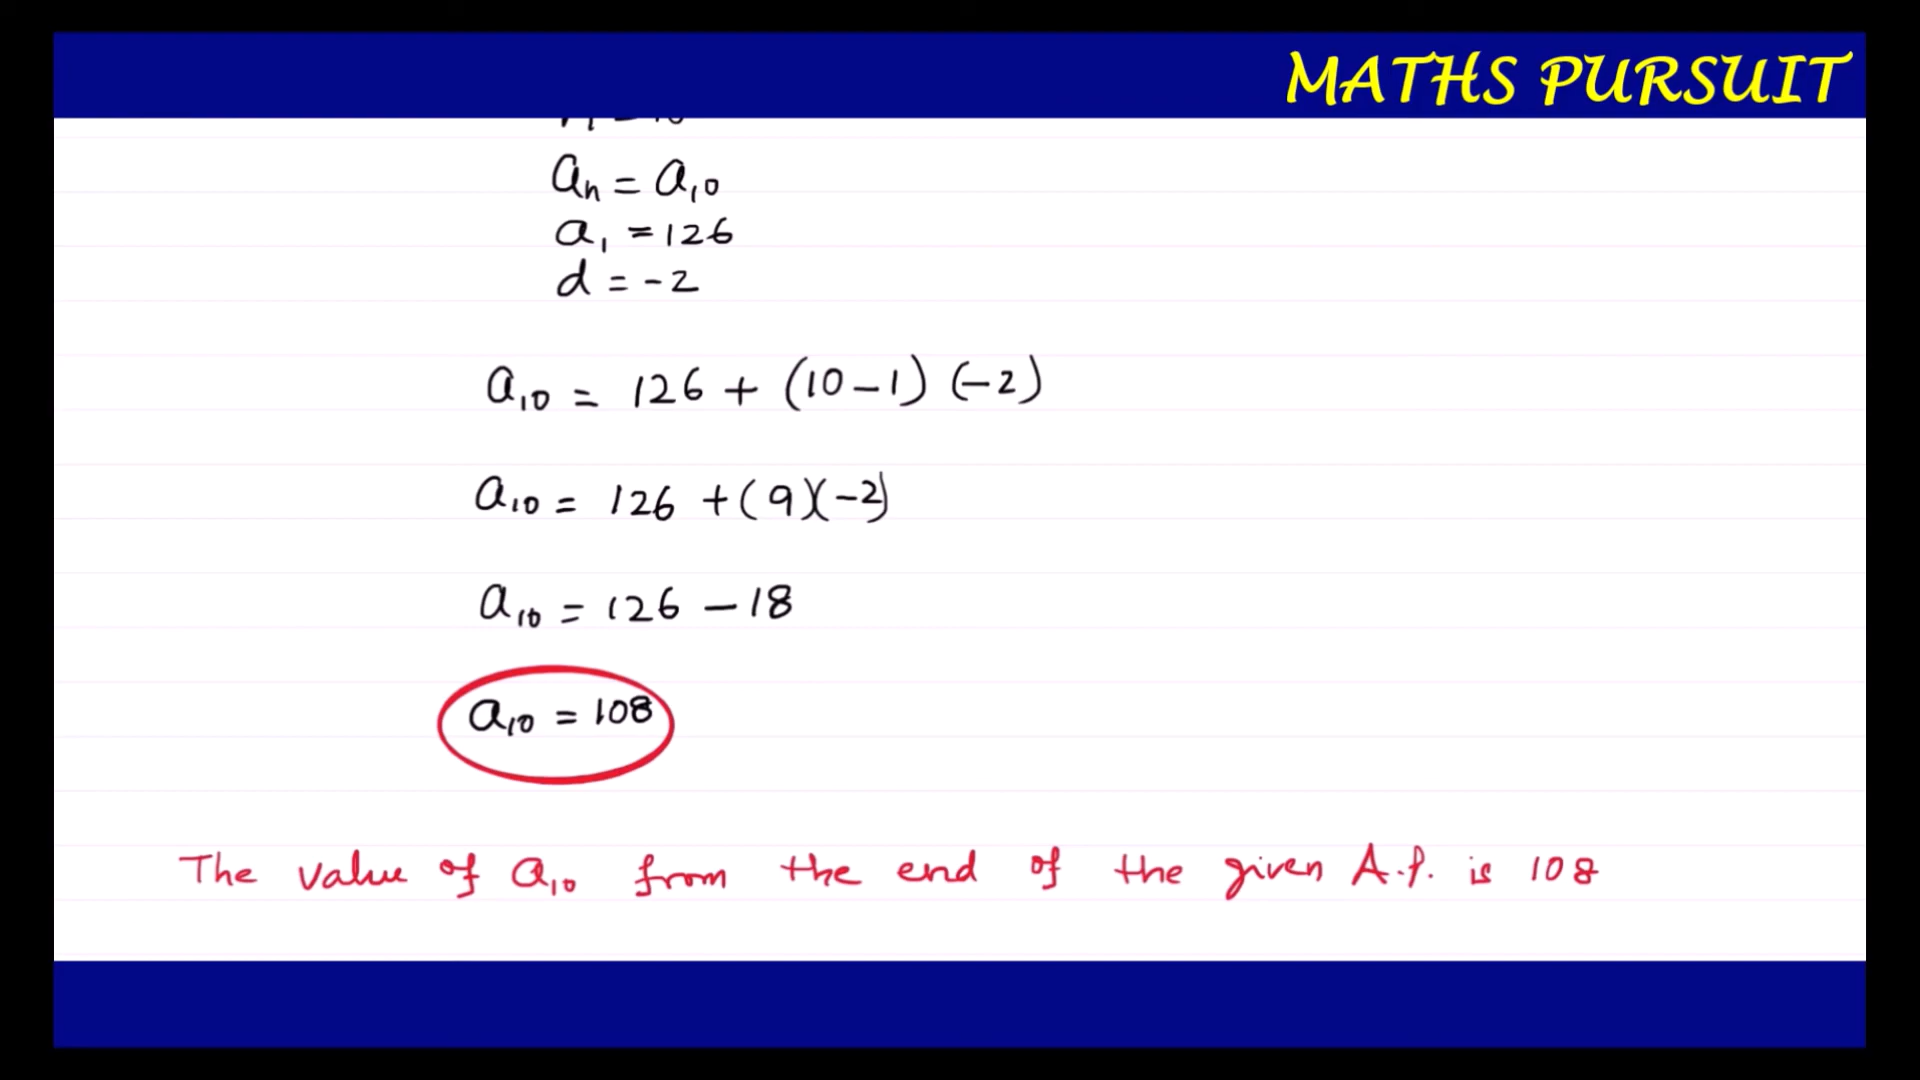 MATHS PURSUIT
aₙ = a₁₀
a₁ = 126
d = -2
a₁₀ = 126 + (10 - 1) (-2)
a₁₀ = 126 + (9)(-2)
a₁₀ = 126 - 18
a₁₀ = 108
The value of a₁₀ from the end of the given A.P. is 108